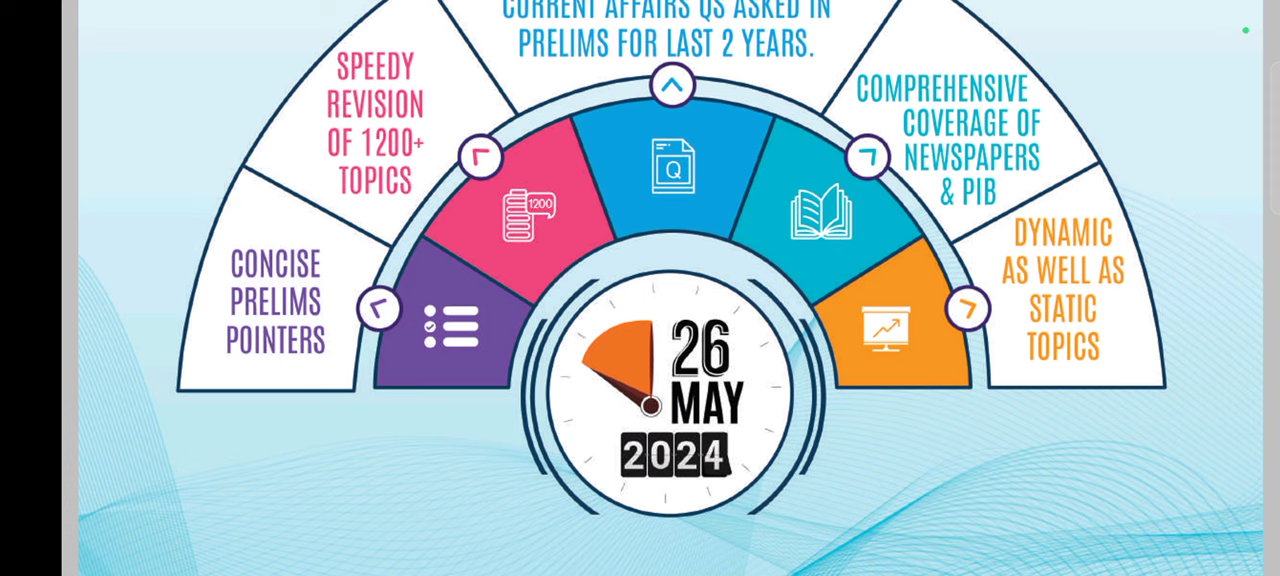 CURRENT AFFAIRS QS ASKED IN
PRELIMS FOR LAST 2 YEARS.
SPEEDY
REVISION
OF 1200+
TOPICS
COMPREHENSIVE
COVERAGE OF
NEWSPAPERS
& PIB
CONCISE
PRELIMS
POINTERS
DYNAMIC
AS WELL AS
STATIC
TOPICS
1200
Q
26
MAY
2024